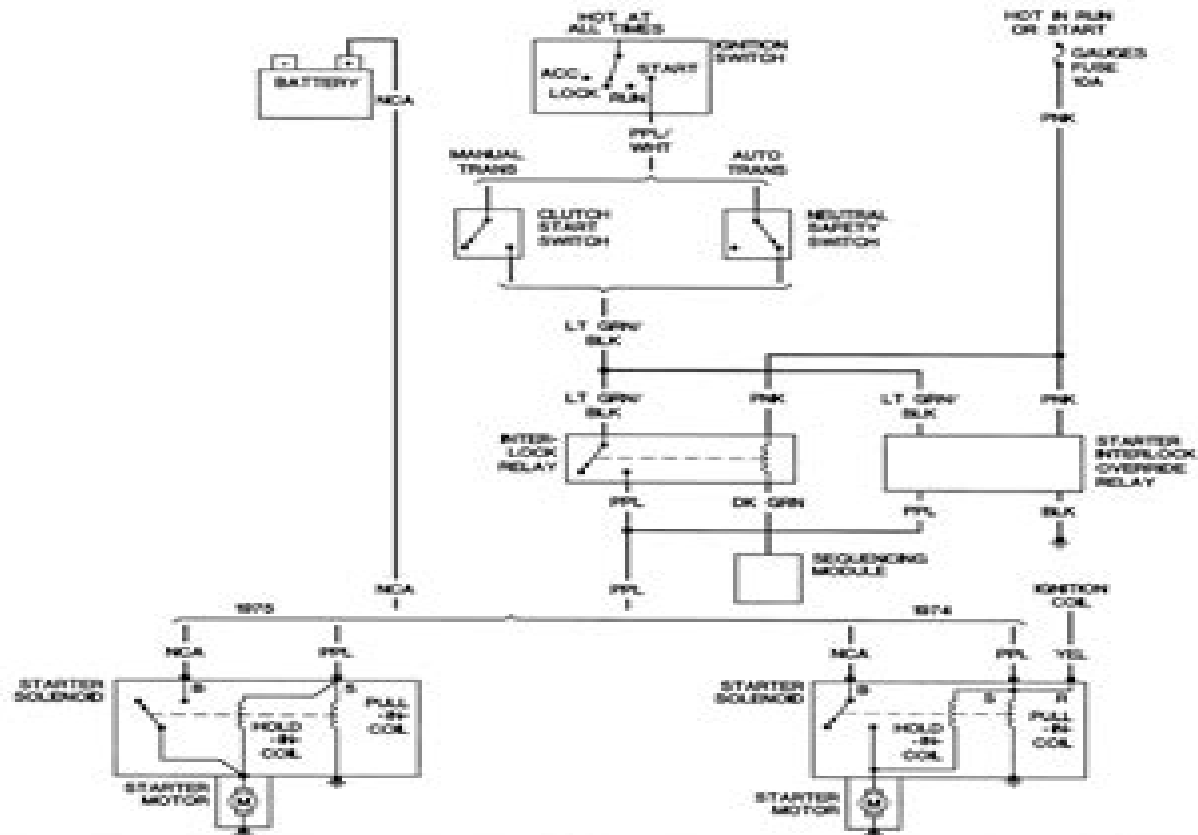 HOT AT
ALL TIMES
IGNITION
SWITCH
ACC
LOCK
RUN
START
HOT IN RUN
OR START
GAUGES
FUSE
10A
- +
BATTERY
NCA
PPL/
WHT
PNK
MANUAL
TRANS
AUTO
TRANS
CLUTCH
START
SWITCH
NEUTRAL
SAFETY
SWITCH
LT GRN/
BLK
LT GRN/
BLK
PNK
LT GRN/
BLK
PNK
INTER-
LOCK
RELAY
STARTER
INTERLOCK
OVERRIDE
RELAY
PPL
DK GRN
PPL
BLK
SEQUENCING
MODULE
NCA
PPL
IGNITION
COIL
1975
1974
NCA
PPL
NCA
PPL
YEL
STARTER
SOLENOID
B
S
HOLD
-IN-
COIL
PULL
-IN-
COIL
STARTER
SOLENOID
B
S
R
HOLD
-IN-
COIL
PULL
-IN-
COIL
STARTER
MOTOR
M
STARTER
MOTOR
M